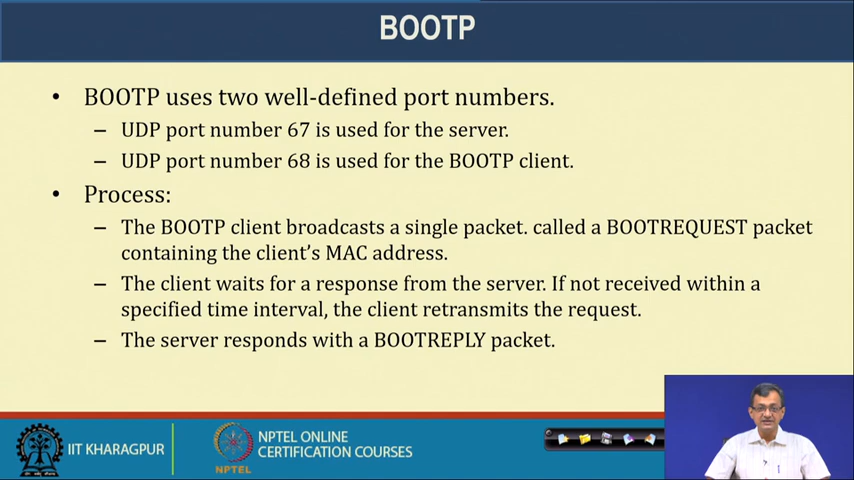 BOOTP
• BOOTP uses two well-defined port numbers.
– UDP port number 67 is used for the server.
– UDP port number 68 is used for the BOOTP client.
• Process:
– The BOOTP client broadcasts a single packet. called a BOOTREQUEST packet
containing the client's MAC address.
– The client waits for a response from the server. If not received within a
specified time interval, the client retransmits the request.
– The server responds with a BOOTREPLY packet.
IIT KHARAGPUR
NPTEL
NPTEL ONLINE
CERTIFICATION COURSES